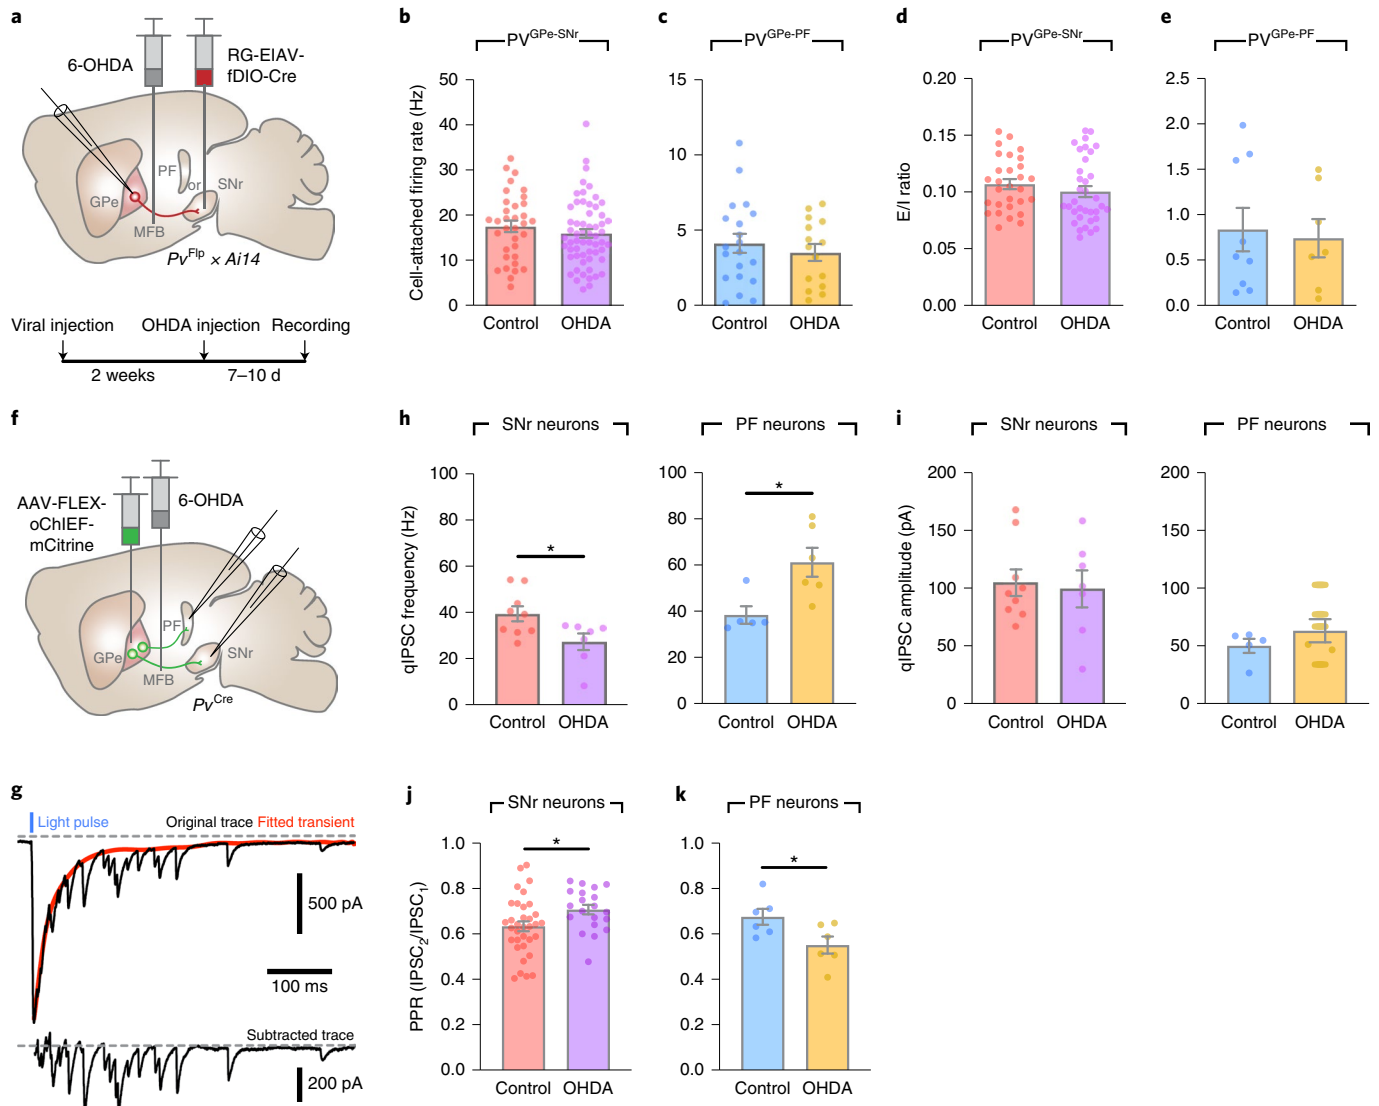 a
6-OHDA
RG-EIAV-
fDIO-Cre
PF
or
SNr
GPe
MFB
Pv^Flp × Ai14
Viral injection
OHDA injection
Recording
2 weeks
7–10 d
b
PV^GPe-SNr
Cell-attached firing rate (Hz)
50
40
30
20
10
0
Control
OHDA
c
PV^GPe-PF
15
10
5
0
Control
OHDA
d
PV^GPe-SNr
E/I ratio
0.20
0.15
0.10
0.05
0.00
Control
OHDA
e
PV^GPe-PF
2.5
2.0
1.5
1.0
0.5
0.0
Control
OHDA
f
AAV-FLEX-
oChIEF-
mCitrine
6-OHDA
PF
GPe
SNr
MFB
Pv^Cre
g
Light pulse
Original trace Fitted transient
500 pA
100 ms
Subtracted trace
200 pA
h
SNr neurons
qIPSC frequency (Hz)
100
80
60
40
20
0
*
Control
OHDA
PF neurons
100
80
60
40
20
0
*
Control
OHDA
i
SNr neurons
qIPSC amplitude (pA)
200
150
100
50
0
Control
OHDA
PF neurons
200
150
100
50
0
Control
OHDA
j
SNr neurons
PPR (IPSC₂/IPSC₁)
1.0
0.8
0.6
0.4
0.2
0.0
*
Control
OHDA
k
PF neurons
1.0
0.8
0.6
0.4
0.2
0.0
*
Control
OHDA